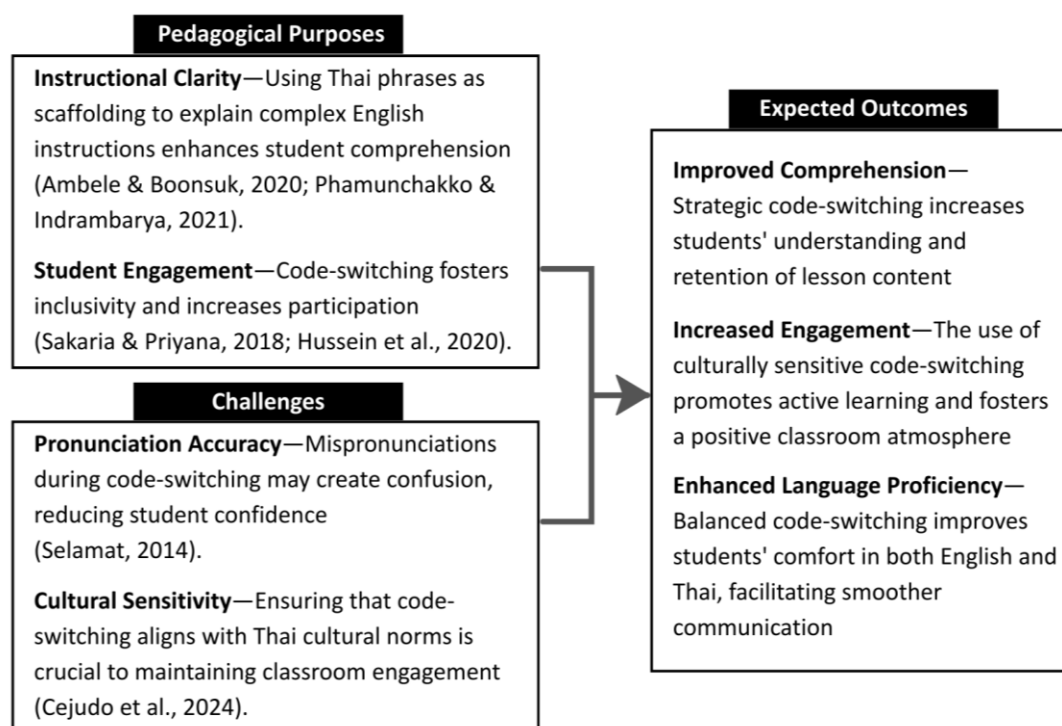 Pedagogical Purposes
Instructional Clarity—Using Thai phrases as
scaffolding to explain complex English
instructions enhances student comprehension
(Ambele & Boonsuk, 2020; Phamunchakko &
Indrambarya, 2021).
Student Engagement—Code-switching fosters
inclusivity and increases participation
(Sakaria & Priyana, 2018; Hussein et al., 2020).
Challenges
Pronunciation Accuracy—Mispronunciations
during code-switching may create confusion,
reducing student confidence
(Selamat, 2014).
Cultural Sensitivity—Ensuring that code-
switching aligns with Thai cultural norms is
crucial to maintaining classroom engagement
(Cejudo et al., 2024).
Expected Outcomes
Improved Comprehension—
Strategic code-switching increases
students' understanding and
retention of lesson content
Increased Engagement—The use of
culturally sensitive code-switching
promotes active learning and fosters
a positive classroom atmosphere
Enhanced Language Proficiency—
Balanced code-switching improves
students' comfort in both English and
Thai, facilitating smoother
communication